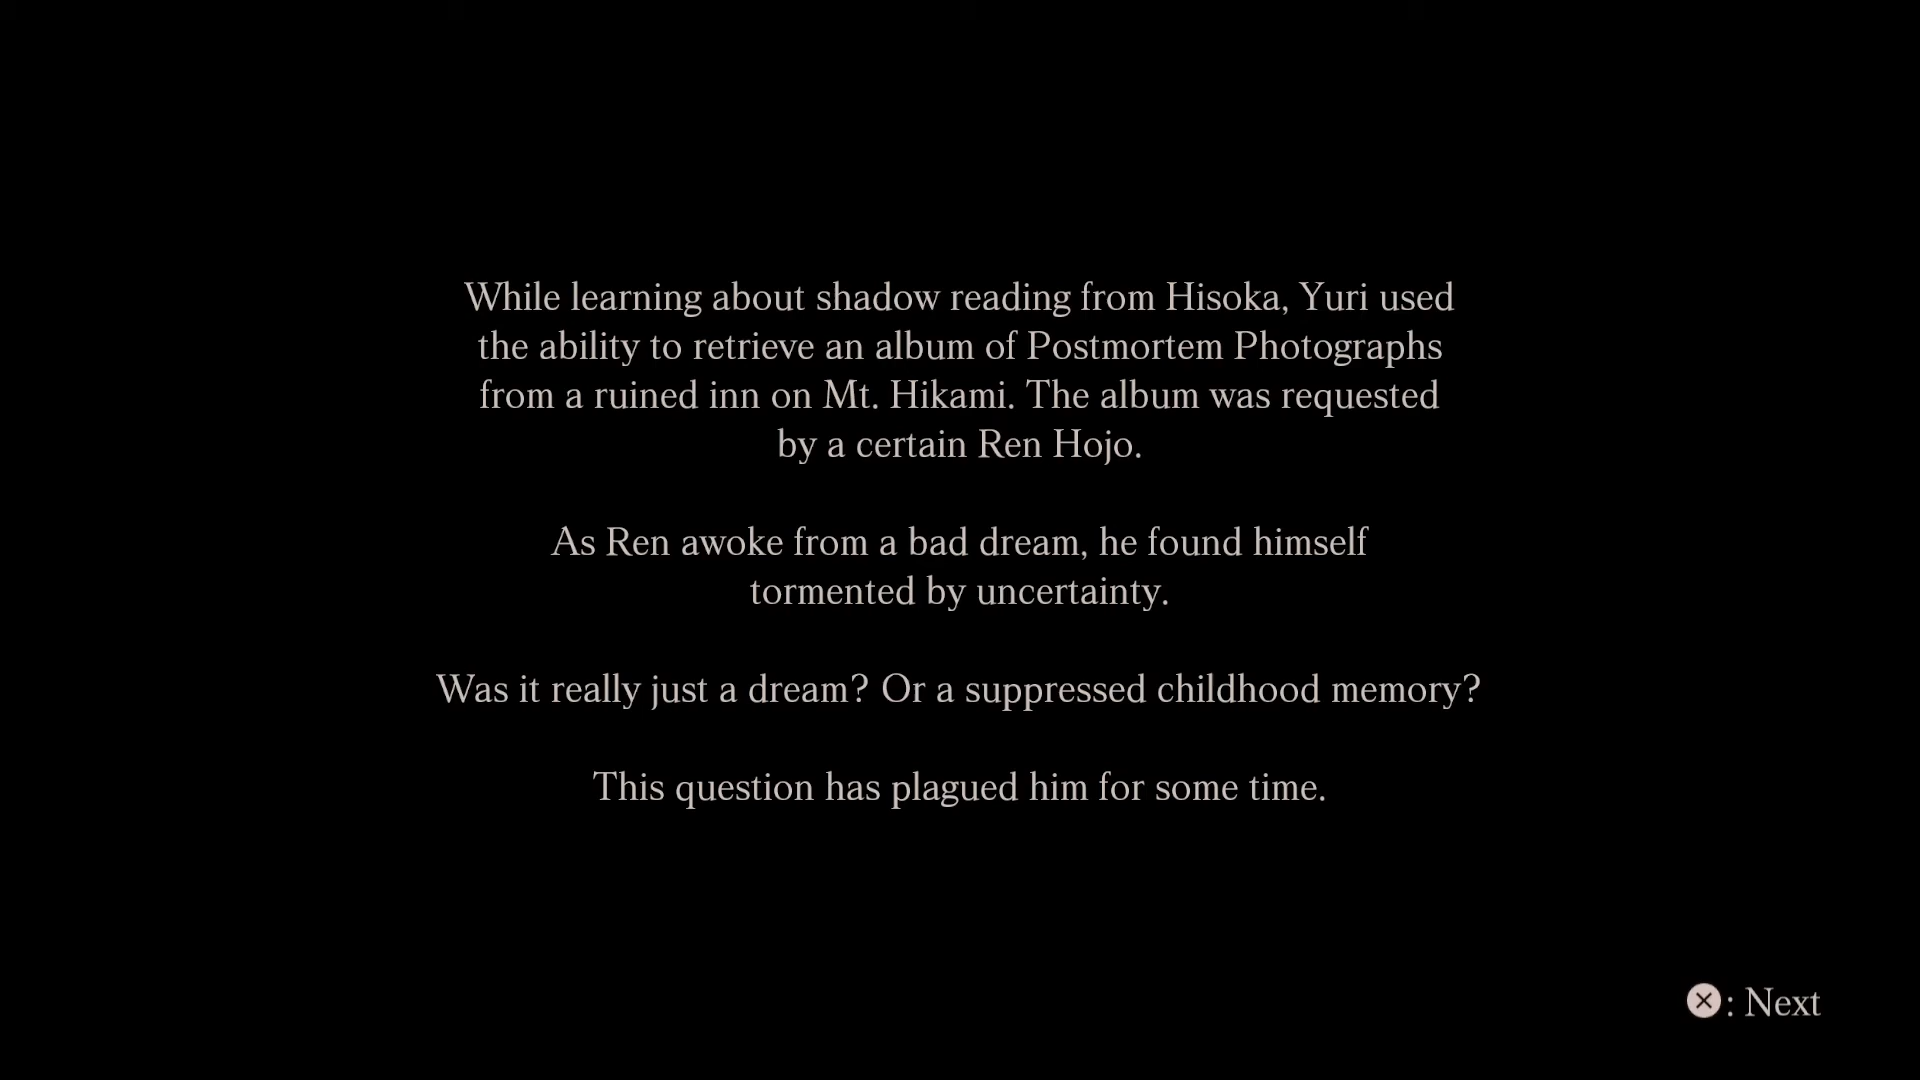 While learning about shadow reading from Hisoka, Yuri used
the ability to retrieve an album of Postmortem Photographs
from a ruined inn on Mt. Hikami. The album was requested
by a certain Ren Hojo.
As Ren awoke from a bad dream, he found himself
tormented by uncertainty.
Was it really just a dream? Or a suppressed childhood memory?
This question has plagued him for some time.
: Next